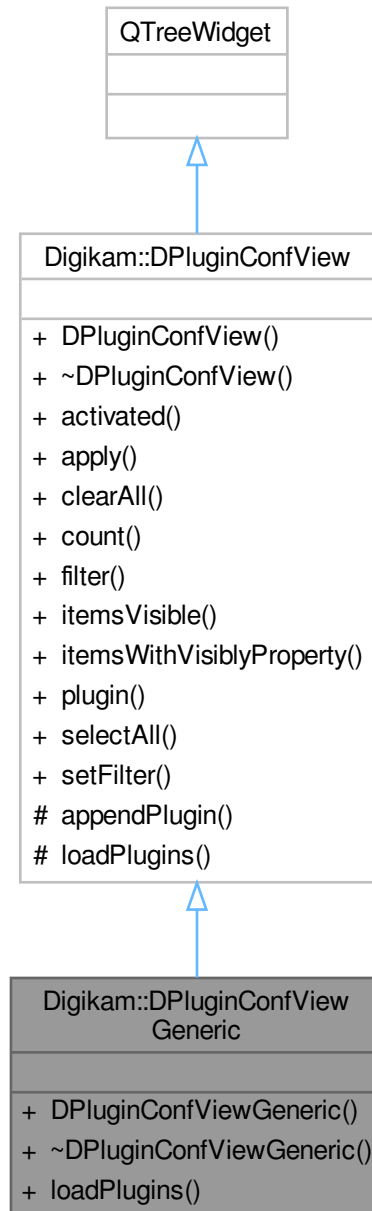 QTreeWidget
Digikam::DPluginConfView
+ DPluginConfView()
+ ~DPluginConfView()
+ activated()
+ apply()
+ clearAll()
+ count()
+ filter()
+ itemsVisible()
+ itemsWithVisiblyProperty()
+ plugin()
+ selectAll()
+ setFilter()
# appendPlugin()
# loadPlugins()
Digikam::DPluginConfView
Generic
+ DPluginConfViewGeneric()
+ ~DPluginConfViewGeneric()
+ loadPlugins()